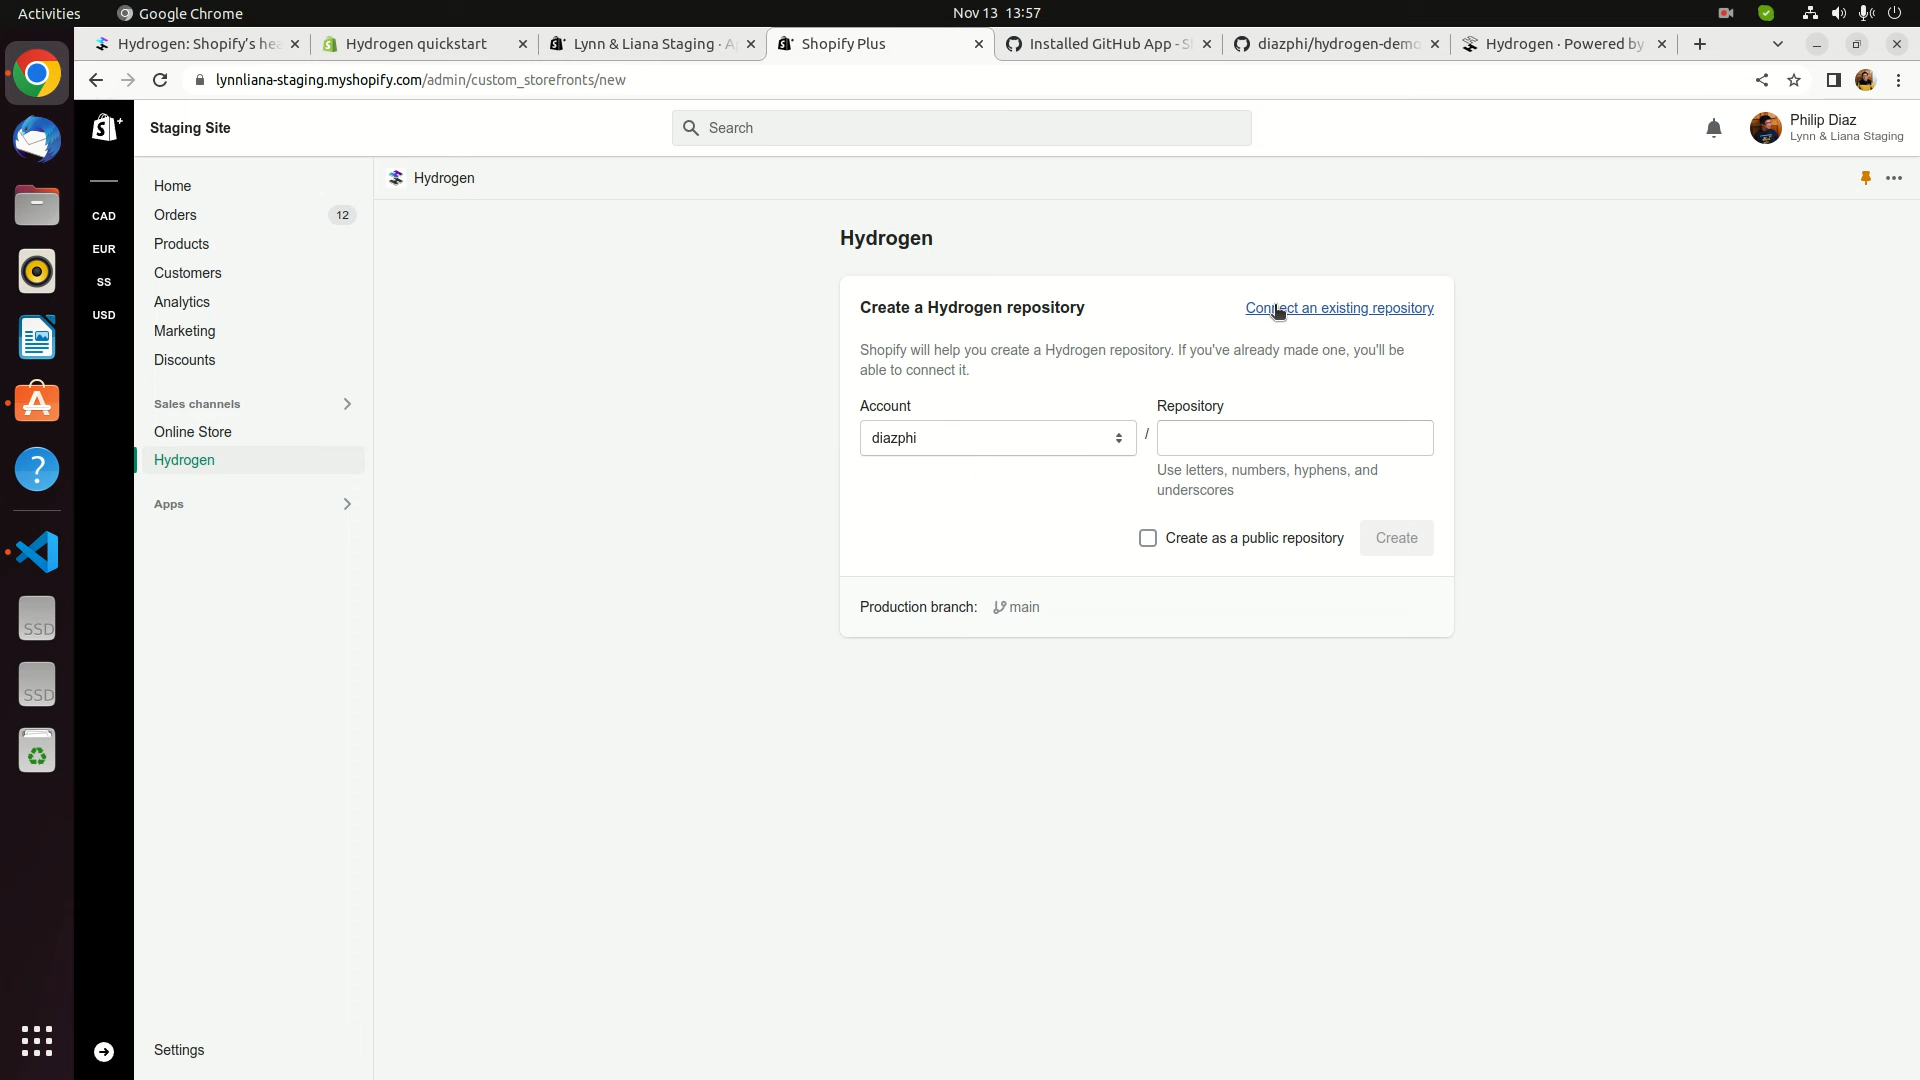 Activities
Google Chrome
Nov 13 13:57
Hydrogen: Shopify’s he
Hydrogen quickstart
Lynn & Liana Staging · A
Shopify Plus
Installed GitHub App - S
diazphi/hydrogen-demo
Hydrogen · Powered by
lynnliana-staging.myshopify.com/admin/custom_storefronts/new
Staging Site
Search
Philip Diaz
Lynn & Liana Staging
CAD
EUR
SS
USD
Home
Orders
12
Products
Customers
Analytics
Marketing
Discounts
Sales channels
Online Store
Hydrogen
Apps
Settings
Hydrogen
Hydrogen
Create a Hydrogen repository
Connect an existing repository
Shopify will help you create a Hydrogen repository. If you've already made one, you'll be
able to connect it.
Account
Repository
diazphi
/
Use letters, numbers, hyphens, and
underscores
Create as a public repository
Create
Production branch:
main
SSD
SSD